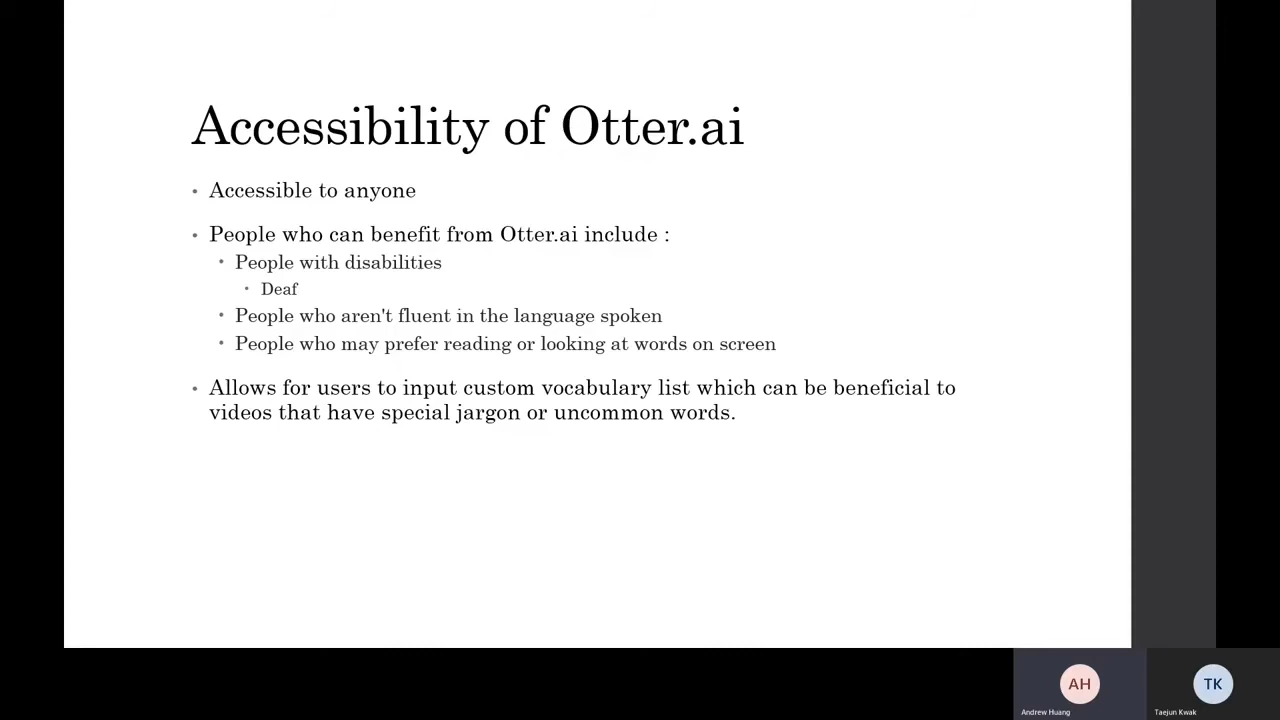 Accessibility of Otter.ai
• Accessible to anyone
• People who can benefit from Otter.ai include :
• People with disabilities
• Deaf
• People who aren't fluent in the language spoken
• People who may prefer reading or looking at words on screen
• Allows for users to input custom vocabulary list which can be beneficial to
videos that have special jargon or uncommon words.
AH
Andrew Huang
TK
Taejun Kwak